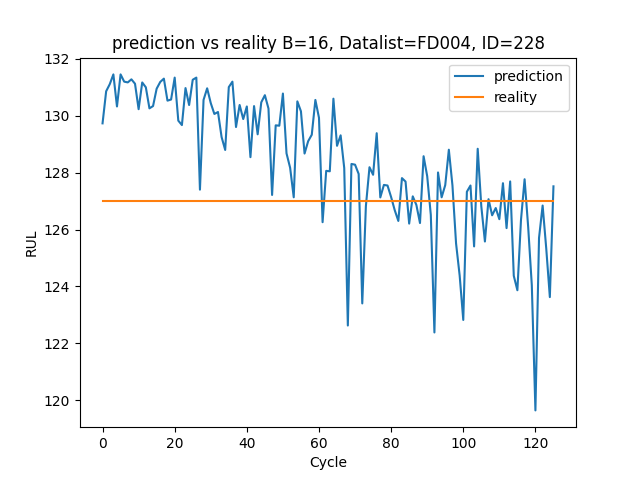 prediction vs reality B=16, Datalist=FD004, ID=228
132
130
128
126
124
122
120
RUL
prediction
reality
0
20
40
60
80
100
120
Cycle